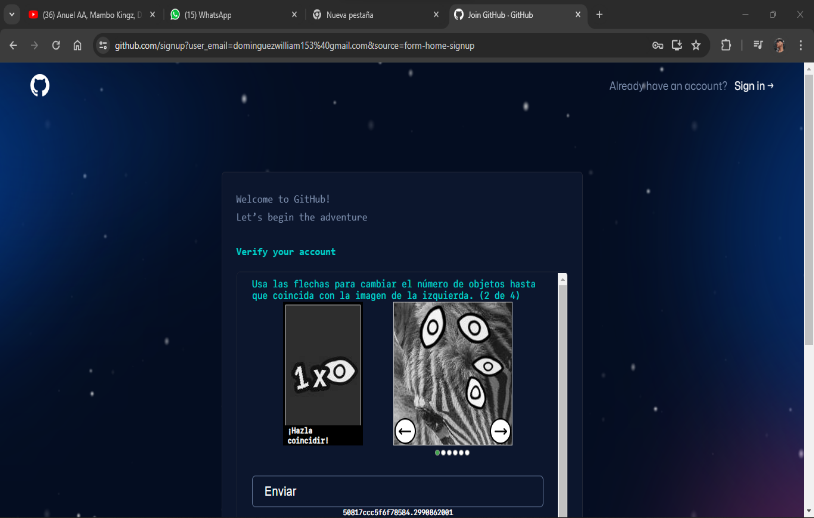 (36) Anuel AA, Mambo Kingz, D
(15) WhatsApp
Nueva pestaña
Join GitHub · GitHub
github.com/signup?user_email=dominguezwilliam153%40gmail.com&source=form-home-signup
Already have an account? Sign in →
Welcome to GitHub!
Let's begin the adventure
Verify your account
Usa las flechas para cambiar el número de objetos hasta
que coincida con la imagen de la izquierda. (2 de 4)
1x
¡Hazla
coincidir!
Enviar
50817ccc5f6f78584.2990862001